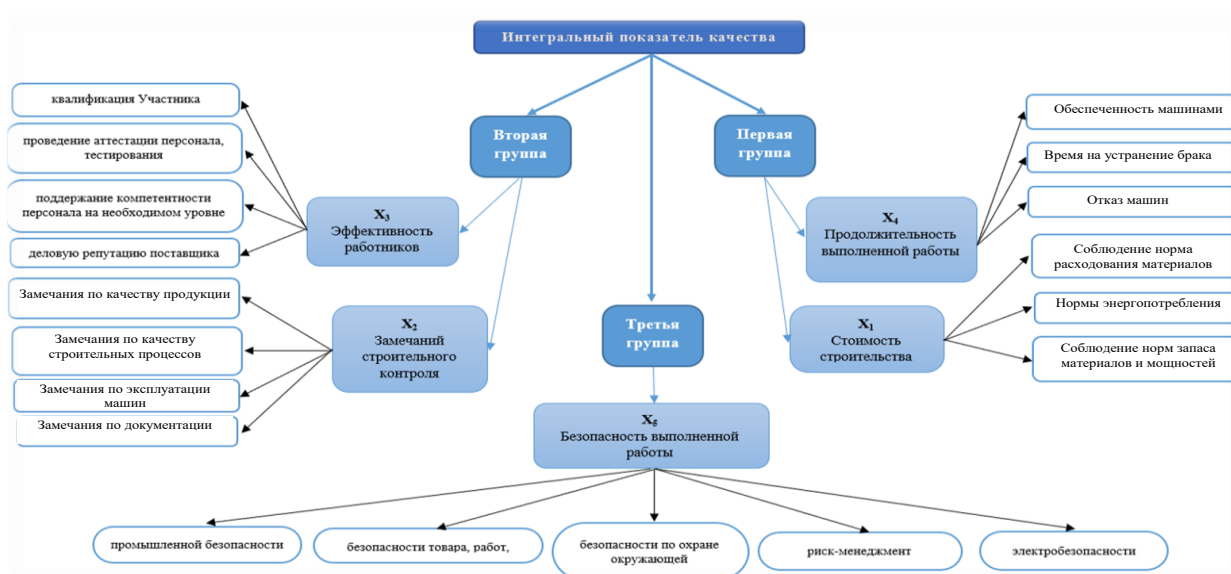 Интегральный показатель качества
Вторая
группа
Первая
группа
Третья
группа
квалификация Участника
проведение аттестации персонала,
тестирования
поддержание компетентности
персонала на необходимом уровне
деловую репутацию поставщика
X3
Эффективность
работников
Замечания по качеству продукции
Замечания по качеству
строительных процессов
Замечания по эксплуатации
машин
Замечания по документации
X2
Замечаний
строительного
контроля
X4
Продолжительность
выполненной работы
Обеспеченность машинами
Время на устранение брака
Отказ машин
X1
Стоимость
строительства
Соблюдение норма
расходования материалов
Нормы энергопотребления
Соблюдение норм запаса
материалов и мощностей
X5
Безопасность выполненной
работы
промышленной безопасности
безопасности товара, работ,
безопасности по охране
окружающей
риск-менеджмент
электробезопасности